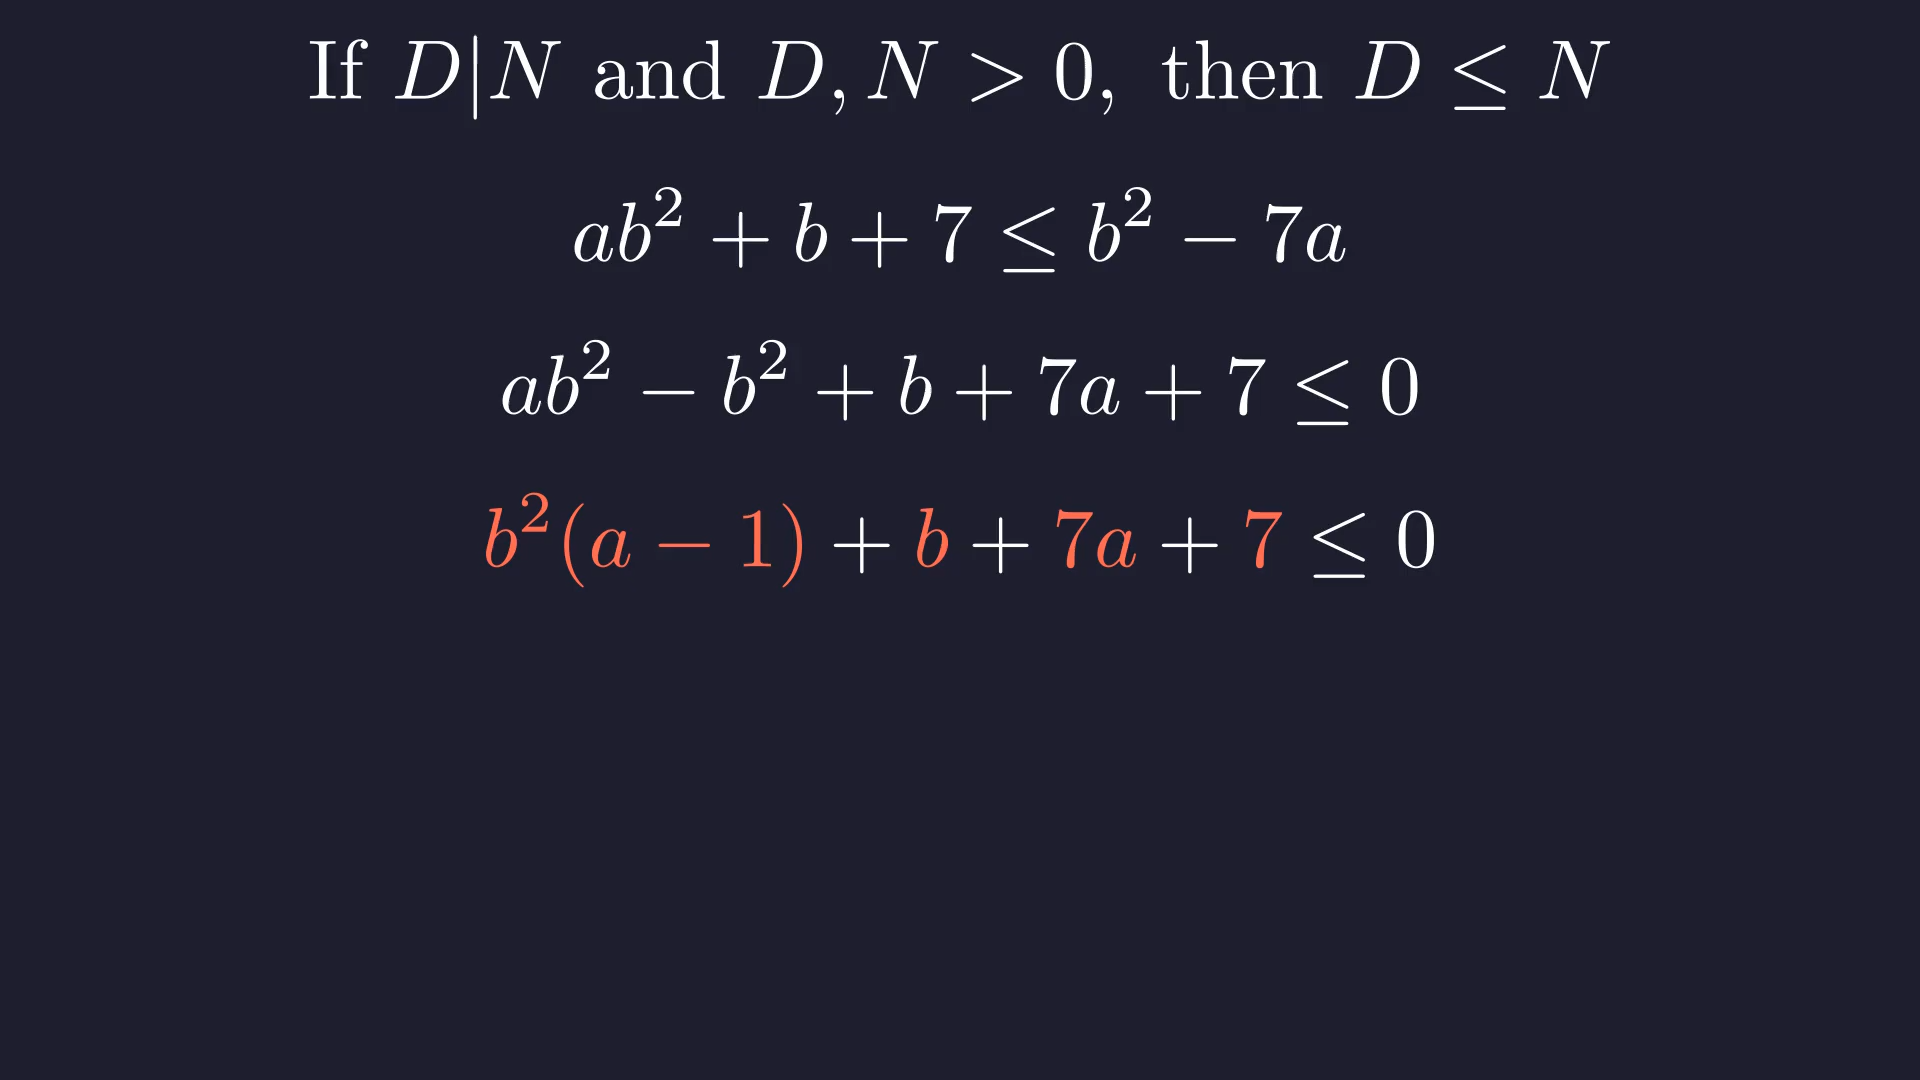 If D|N and D, N > 0, then D ≤ N
ab² + b + 7 ≤ b² − 7a
ab² − b² + b + 7a + 7 ≤ 0
b²(a − 1) + b + 7a + 7 ≤ 0